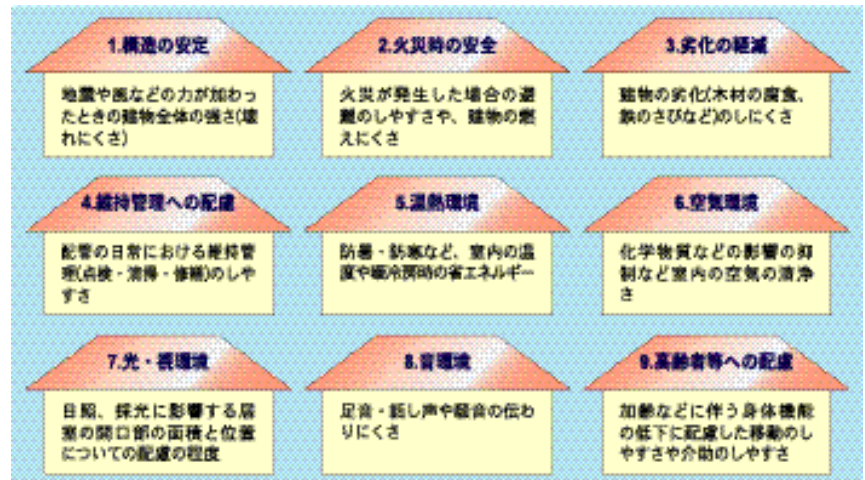 1.構造の安定
地震や風などの力が加わっ
たときの建物全体の強さ(壊
れにくさ)
2.火災時の安全
火災が発生した場合の避
難のしやすさや、建物の燃
えにくさ
3.劣化の軽減
建物の劣化(木材の腐食、
鉄のさびなど)のしにくさ
4.維持管理への配慮
配管の日常における維持管
理(点検・清掃・修繕)のしや
すさ
5.温熱環境
防暑・防寒など、室内の温
度や暖冷房時の省エネルギー
6.空気環境
化学物質などの影響の抑
制など室内の空気の清浄
さ
7.光・視環境
日照、採光に影響する居
室の開口部の面積と位置
についての配慮の程度
8.音環境
足音・話し声や騒音の伝わ
りにくさ
9.高齢者等への配慮
加齢などに伴う身体機能
の低下に配慮した移動のし
やすさや介助のしやすさ